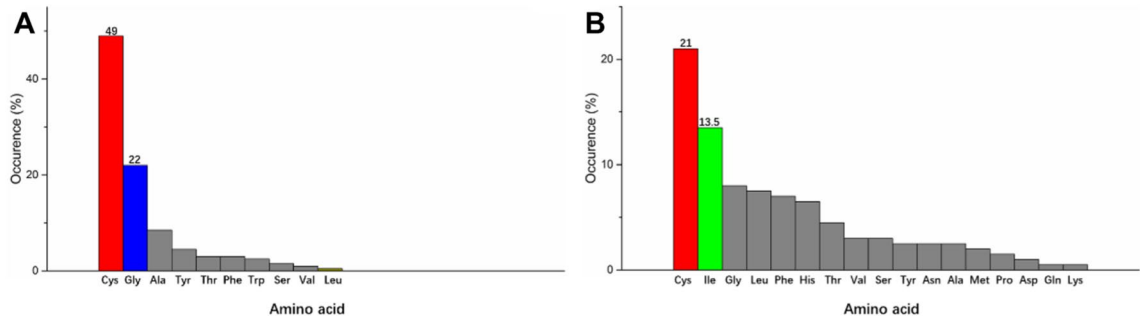 A
Occurence (%)
40
20
0
49
22
Cys Gly Ala Tyr Thr Phe Trp Ser Val Leu
Amino acid
B
Occurence (%)
20
10
0
21
13.5
Cys Ile Gly Leu Phe His Thr Val Ser Tyr Asn Ala Met Pro Asp Gln Lys
Amino acid